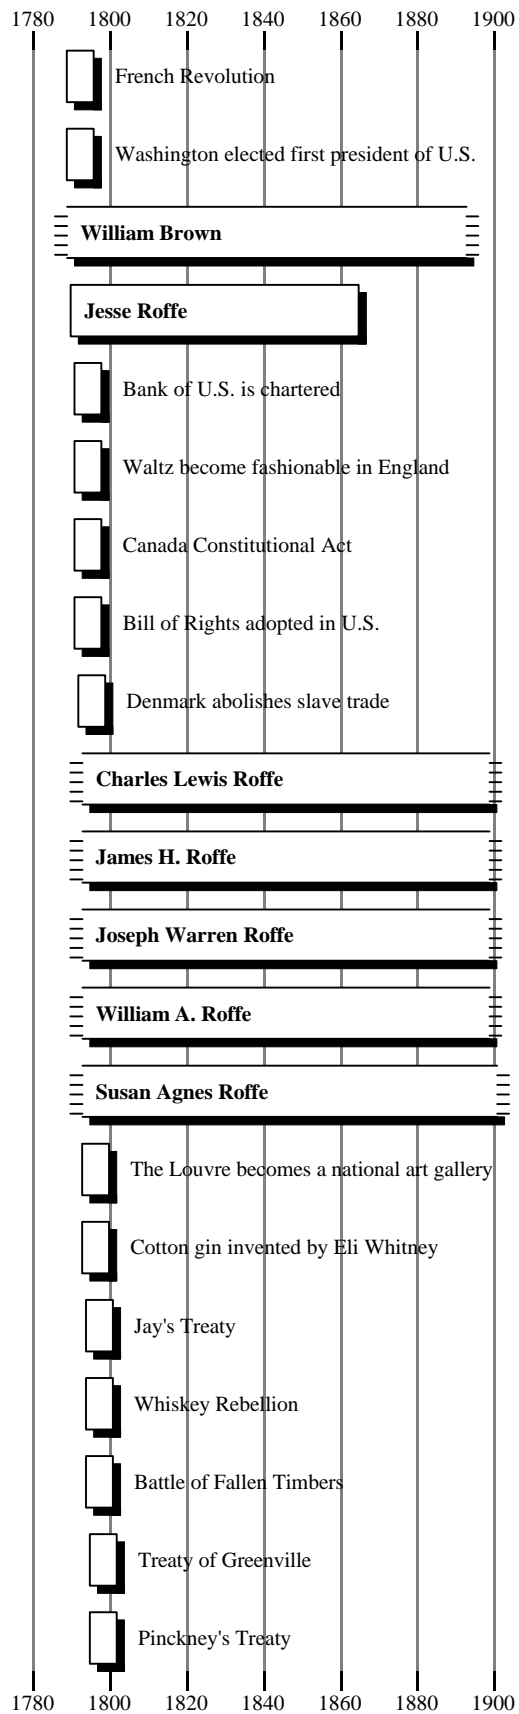 1780 1800 1820 1840 1860 1880 1900
French Revolution
Washington elected first president of U.S.
William Brown
Jesse Roffe
Bank of U.S. is chartered
Waltz become fashionable in England
Canada Constitutional Act
Bill of Rights adopted in U.S.
Denmark abolishes slave trade
Charles Lewis Roffe
James H. Roffe
Joseph Warren Roffe
William A. Roffe
Susan Agnes Roffe
The Louvre becomes a national art gallery
Cotton gin invented by Eli Whitney
Jay's Treaty
Whiskey Rebellion
Battle of Fallen Timbers
Treaty of Greenville
Pinckney's Treaty
1780 1800 1820 1840 1860 1880 1900